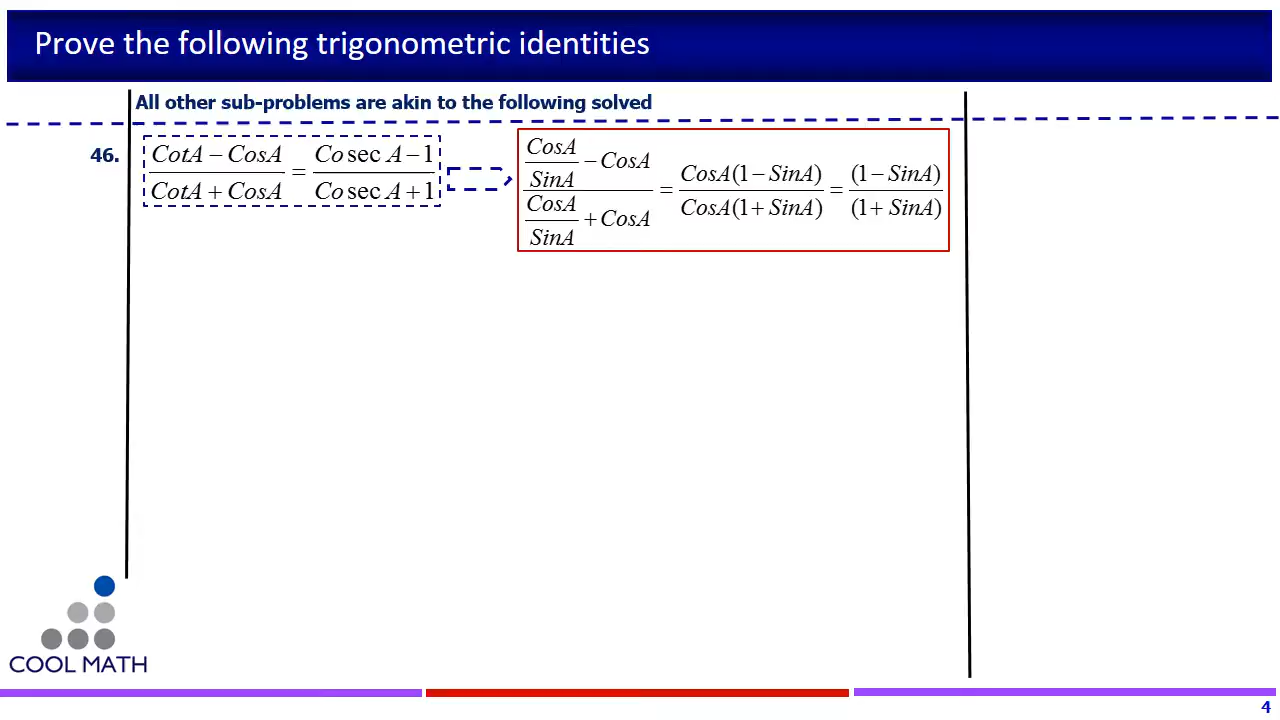 Prove the following trigonometric identities
All other sub-problems are akin to the following solved
46.
(CotA − CosA)/(CotA + CosA) = (Co sec A − 1)/(Co sec A + 1)
(CosA/SinA − CosA)/(CosA/SinA + CosA) = CosA(1 − SinA)/CosA(1 + SinA) = (1 − SinA)/(1 + SinA)
COOL MATH
4